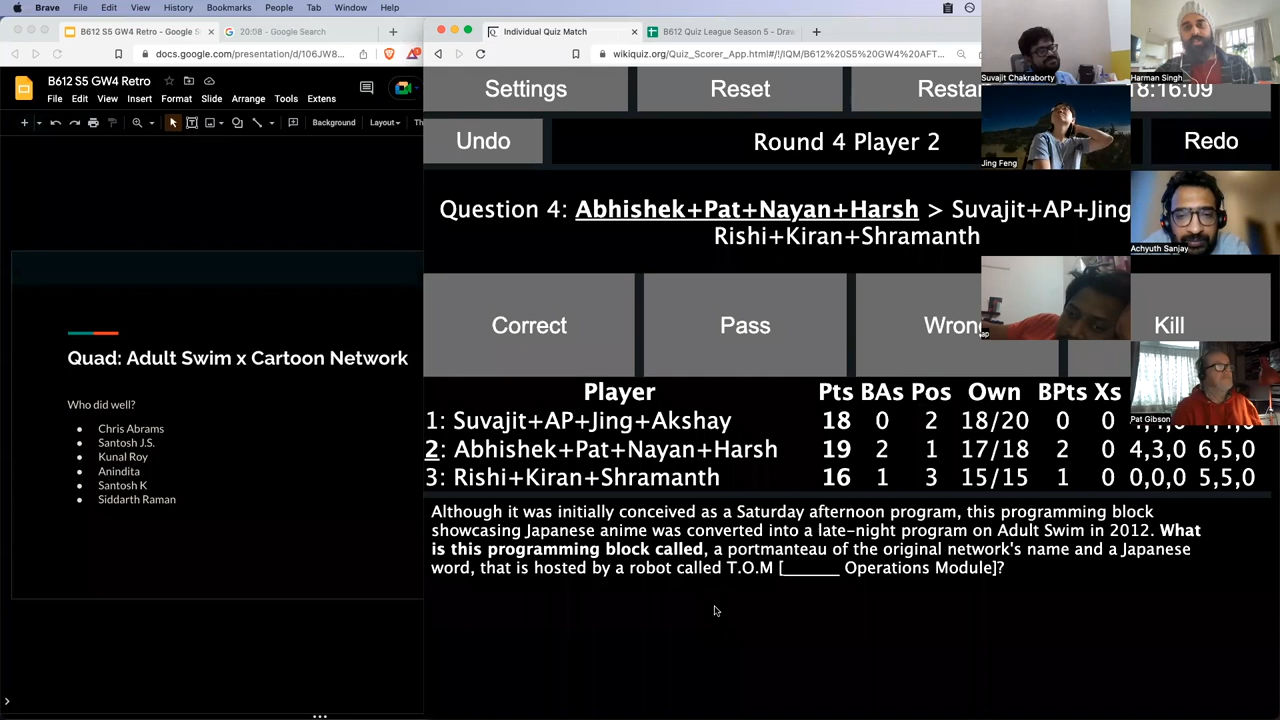 Brave File Edit View History Bookmarks People Tab Window Help
B612 S5 GW4 Retro
20:08 - Google Search
docs.google.com/presentation/d/106JW8...
B612 S5 GW4 Retro
File Edit View Insert Format Slide Arrange Tools Extens
Background Layout
Quad: Adult Swim x Cartoon Network
Who did well?
● Chris Abrams
● Santosh J.S.
● Kunal Roy
● Anindita
● Santosh K
● Siddarth Raman
Individual Quiz Match
B612 Quiz League Season 5 - Draw
wikiquiz.org/Quiz_Scorer_App.html#/!/IQM/B612%20S5%20GW4%20AFT...
Settings Reset Restar 18:16:09
Undo Round 4 Player 2 Redo
Question 4: Abhishek+Pat+Nayan+Harsh > Suvajit+AP+Jing
Rishi+Kiran+Shramanth
Correct Pass Wrong Kill
Player Pts BAs Pos Own BPts Xs
1: Suvajit+AP+Jing+Akshay 18 0 2 18/20 0 0
2: Abhishek+Pat+Nayan+Harsh 19 2 1 17/18 2 0 4,3,0 6,5,0
3: Rishi+Kiran+Shramanth 16 1 3 15/15 1 0 0,0,0 5,5,0
Although it was initially conceived as a Saturday afternoon program, this programming block
showcasing Japanese anime was converted into a late-night program on Adult Swim in 2012. What
is this programming block called, a portmanteau of the original network's name and a Japanese
word, that is hosted by a robot called T.O.M [______ Operations Module]?
Suvajit Chakraborty
Harman Singh
Jing Feng
Achyuth Sanjay
ap
Pat Gibson